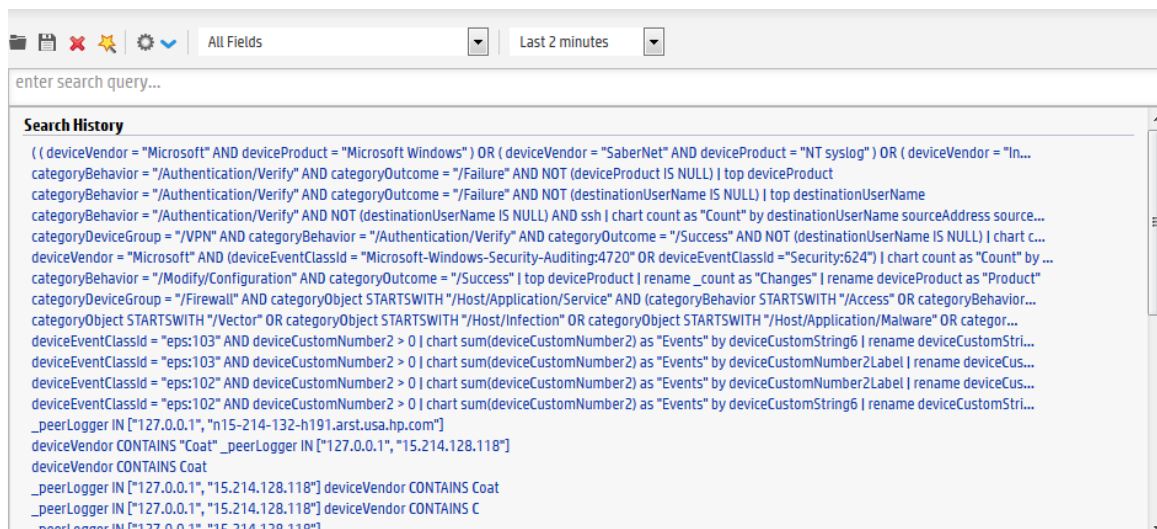 All Fields
Last 2 minutes
enter search query...
Search History
( ( deviceVendor = "Microsoft" AND deviceProduct = "Microsoft Windows" ) OR ( deviceVendor = "SaberNet" AND deviceProduct = "NT syslog" ) OR ( deviceVendor = "In...
categoryBehavior = "/Authentication/Verify" AND categoryOutcome = "/Failure" AND NOT (deviceProduct IS NULL) | top deviceProduct
categoryBehavior = "/Authentication/Verify" AND categoryOutcome = "/Failure" AND NOT (destinationUserName IS NULL) | top destinationUserName
categoryBehavior = "/Authentication/Verify" AND NOT (destinationUserName IS NULL) AND ssh | chart count as "Count" by destinationUserName sourceAddress source...
categoryDeviceGroup = "/VPN" AND categoryBehavior = "/Authentication/Verify" AND categoryOutcome = "/Success" AND NOT (destinationUserName IS NULL) | chart c...
deviceVendor = "Microsoft" AND (deviceEventClassId = "Microsoft-Windows-Security-Auditing:4720" OR deviceEventClassId ="Security:624") | chart count as "Count" by ...
categoryBehavior = "/Modify/Configuration" AND categoryOutcome = "/Success" | top deviceProduct | rename _count as "Changes" | rename deviceProduct as "Product"
categoryDeviceGroup = "/Firewall" AND categoryObject STARTSWITH "/Host/Application/Service" AND (categoryBehavior STARTSWITH "/Access" OR categoryBehavior...
categoryObject STARTSWITH "/Vector" OR categoryObject STARTSWITH "/Host/Infection" OR categoryObject STARTSWITH "/Host/Application/Malware" OR categor...
deviceEventClassId = "eps:103" AND deviceCustomNumber2 > 0 | chart sum(deviceCustomNumber2) as "Events" by deviceCustomString6 | rename deviceCustomStri...
deviceEventClassId = "eps:103" AND deviceCustomNumber2 > 0 | chart sum(deviceCustomNumber2) as "Events" by deviceCustomNumber2Label | rename deviceCus...
deviceEventClassId = "eps:102" AND deviceCustomNumber2 > 0 | chart sum(deviceCustomNumber2) as "Events" by deviceCustomNumber2Label | rename deviceCus...
deviceEventClassId = "eps:102" AND deviceCustomNumber2 > 0 | chart sum(deviceCustomNumber2) as "Events" by deviceCustomString6 | rename deviceCustomStri...
_peerLogger IN ["127.0.0.1", "n15-214-132-h191.arst.usa.hp.com"]
deviceVendor CONTAINS "Coat" _peerLogger IN ["127.0.0.1", "15.214.128.118"]
deviceVendor CONTAINS Coat
_peerLogger IN ["127.0.0.1", "15.214.128.118"] deviceVendor CONTAINS Coat
_peerLogger IN ["127.0.0.1", "15.214.128.118"] deviceVendor CONTAINS C
_peerLogger IN ["127.0.0.1", "15.214.128.118"]